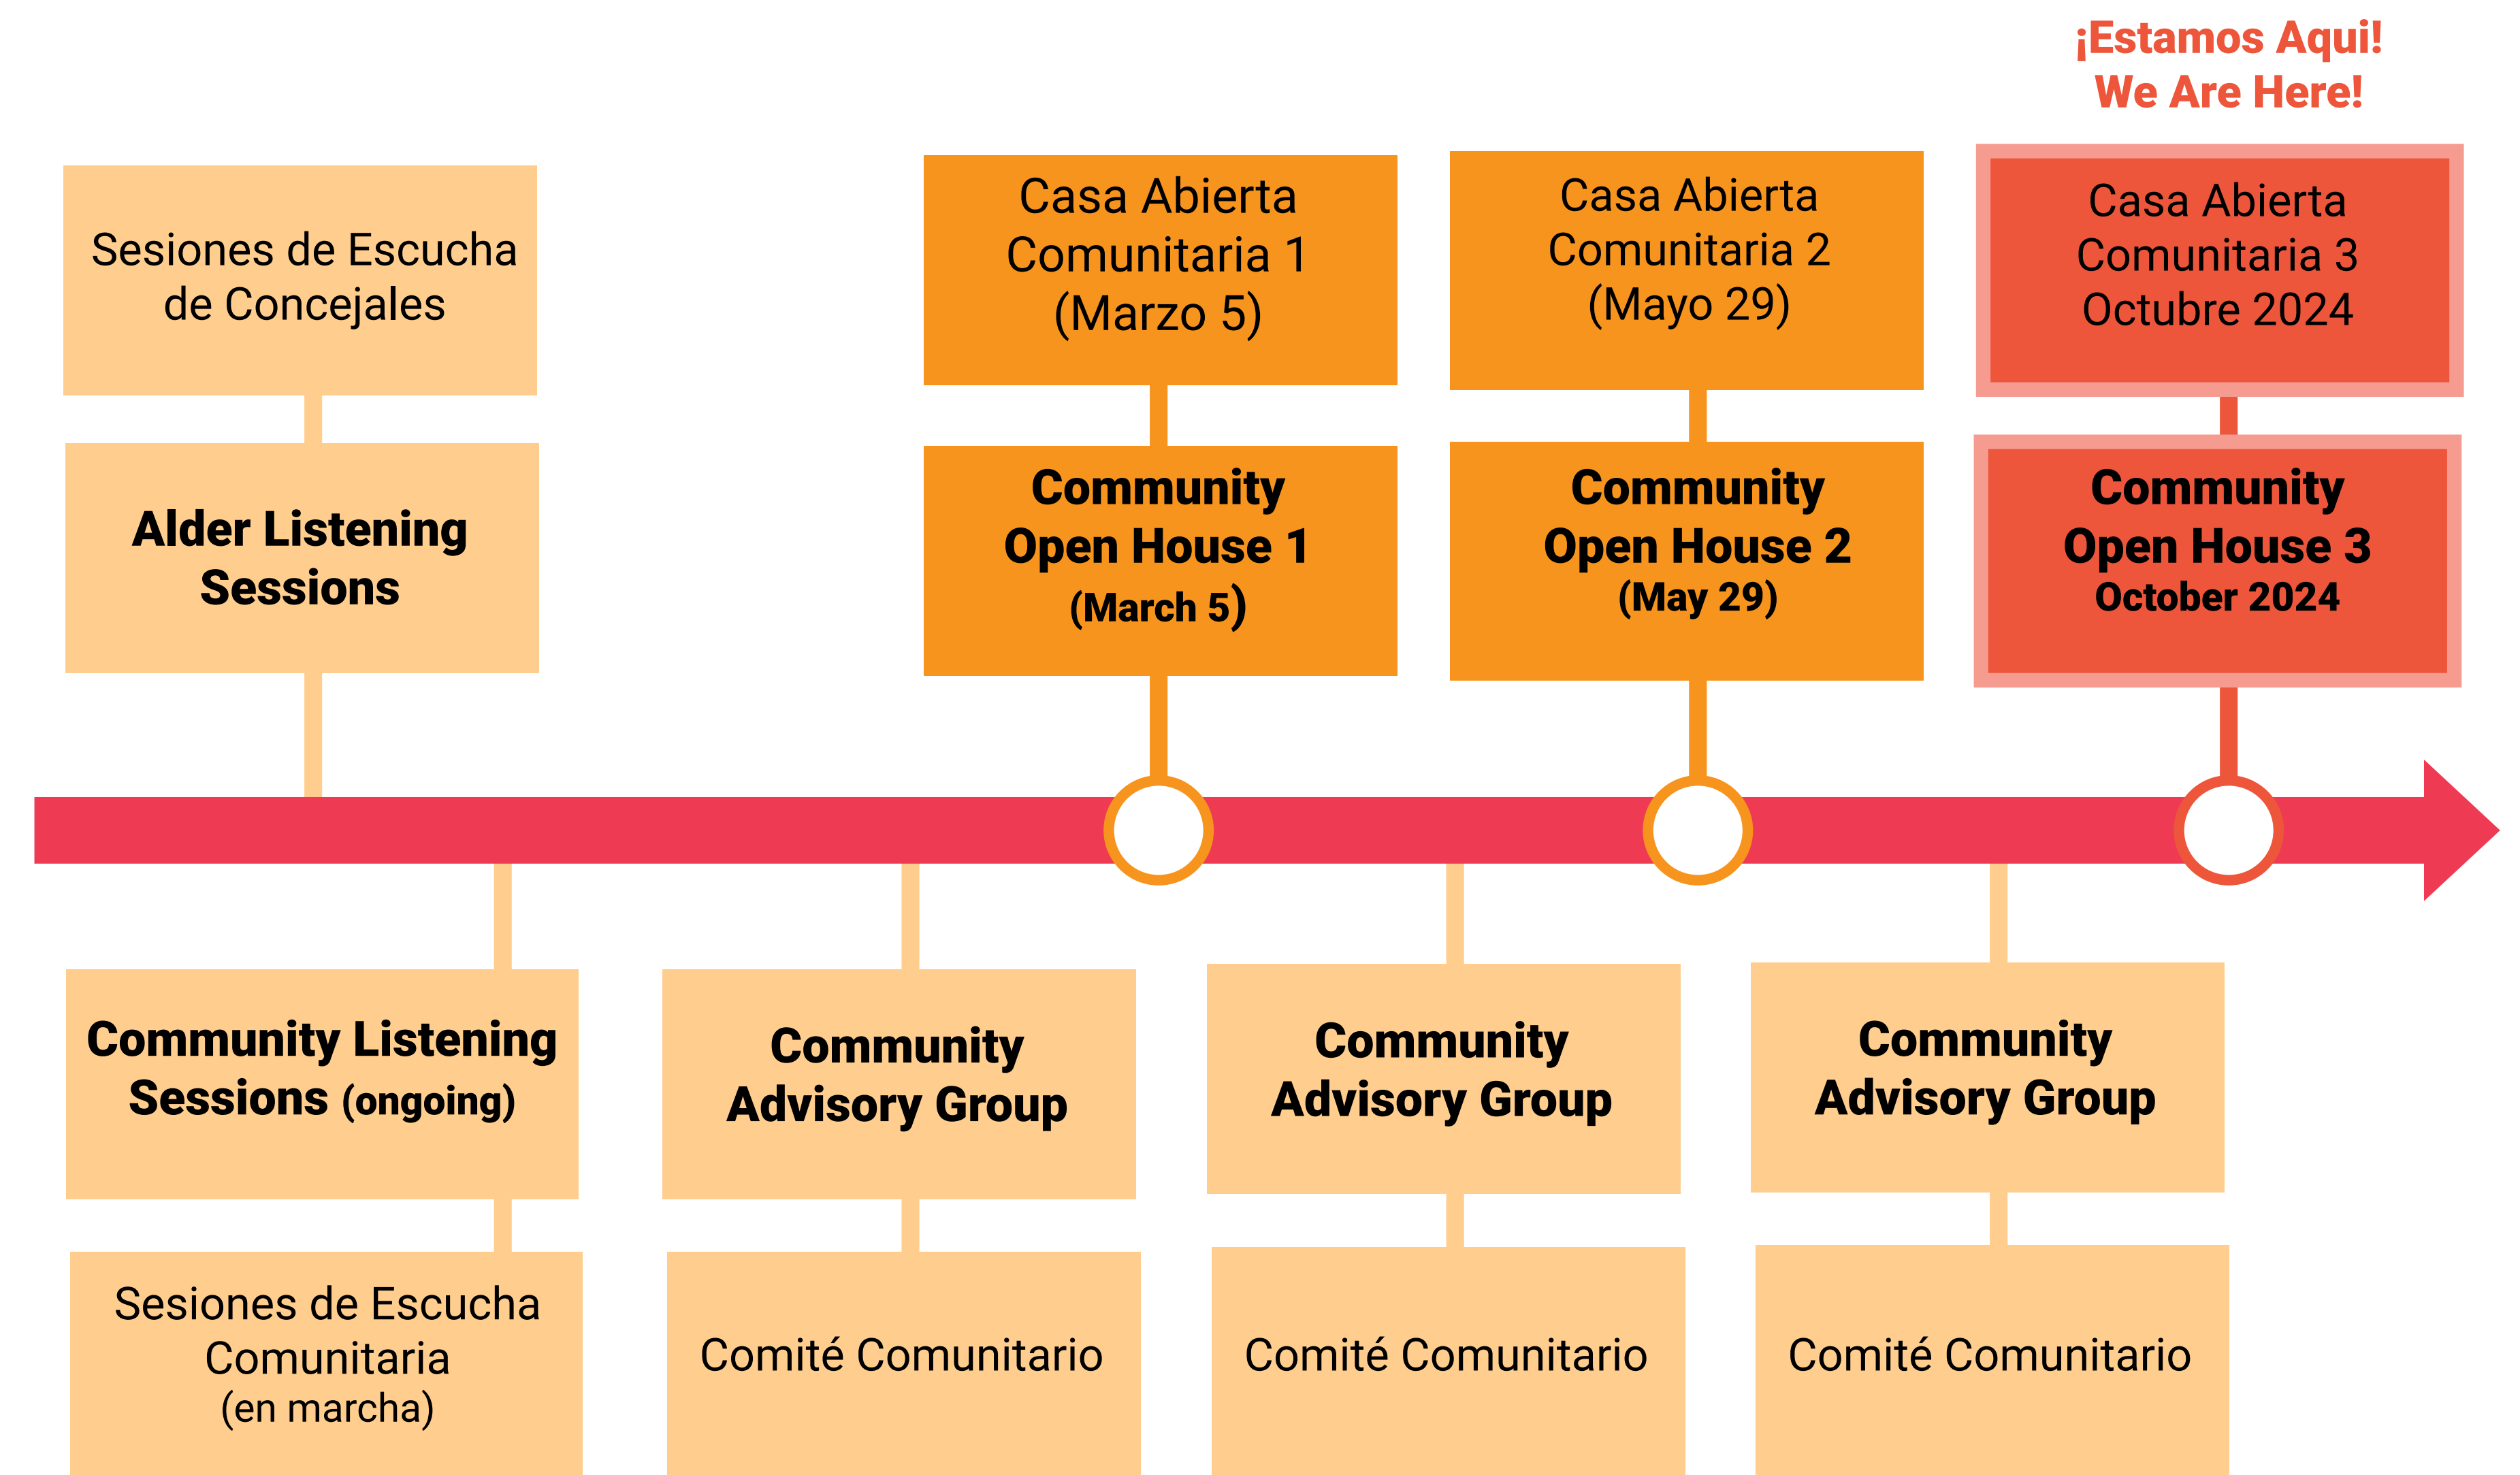 ¡Estamos Aqui!
We Are Here!
Sesiones de Escucha
de Concejales
Casa Abierta
Comunitaria 1
(Marzo 5)
Casa Abierta
Comunitaria 2
(Mayo 29)
Casa Abierta
Comunitaria 3
Octubre 2024
Alder Listening
Sessions
Community
Open House 1
(March 5)
Community
Open House 2
(May 29)
Community
Open House 3
October 2024
Community Listening
Sessions (ongoing)
Community
Advisory Group
Community
Advisory Group
Community
Advisory Group
Sesiones de Escucha
Comunitaria
(en marcha)
Comité Comunitario
Comité Comunitario
Comité Comunitario